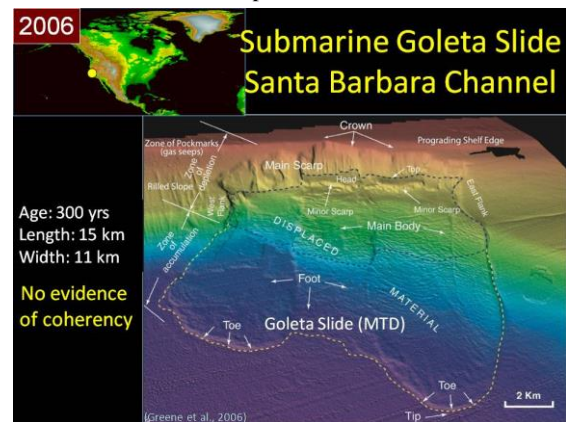 2006
Submarine Goleta Slide
Santa Barbara Channel
Crown
Zone of Pockmarks
(gas seeps)
Prograding Shelf Edge
Zone of depletion
Main Scarp
Top
Head
Rilled Slope
Minor Scarp
Minor Scarp
West Flank
East Flank
Age: 300 yrs
Length: 15 km
Width: 11 km
Zone of accumulation
DISPLACED
Main Body
No evidence
of coherency
Foot
MATERIAL
Toe
Goleta Slide (MTD)
Toe
Tip
2 Km
(Greene et al., 2006)